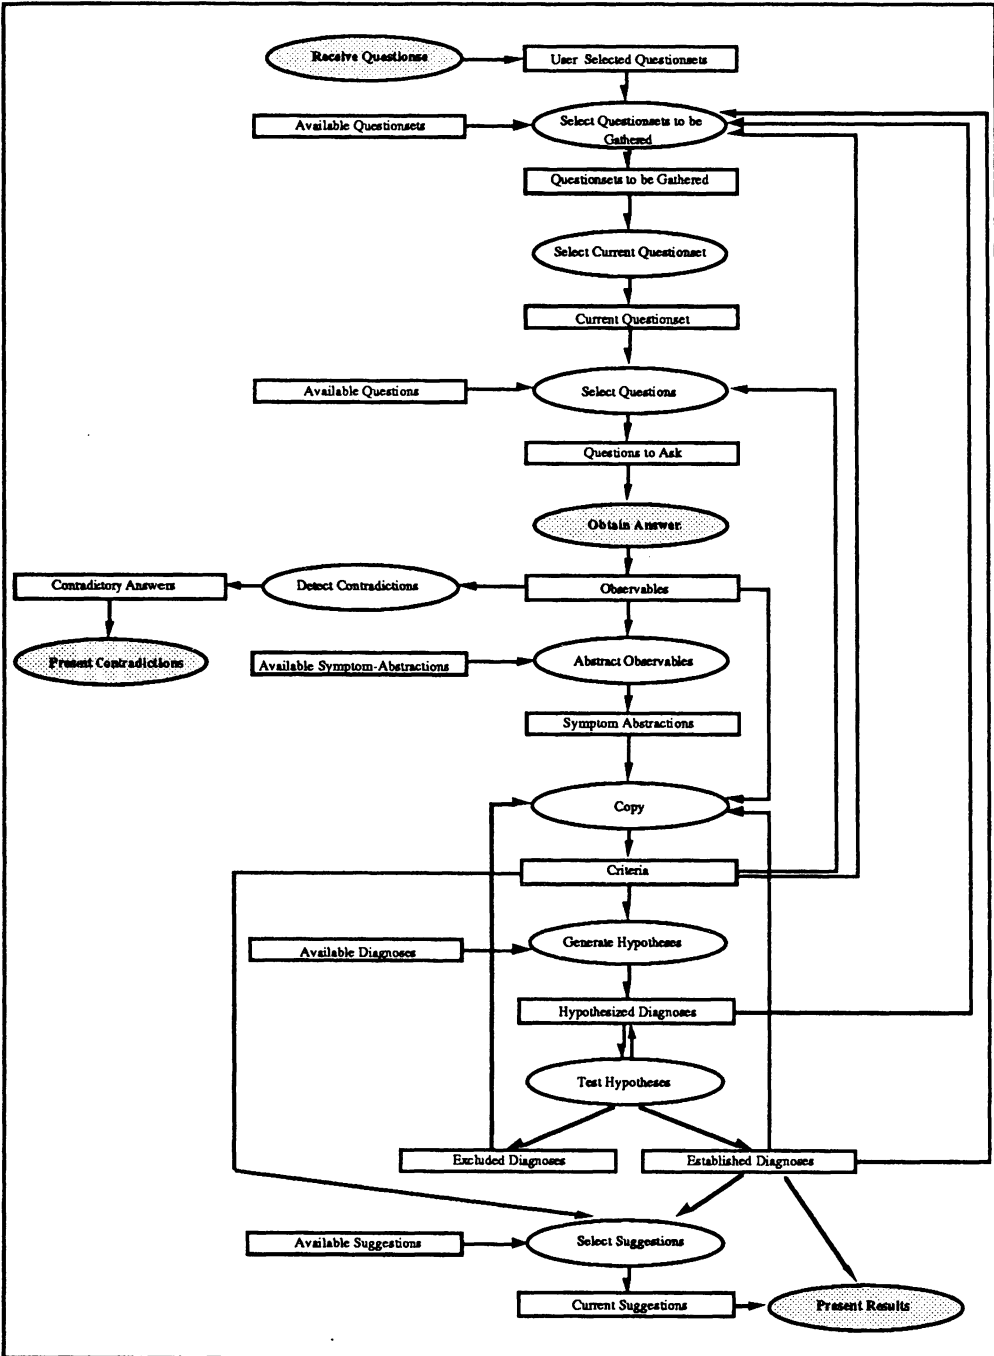 Receive Questionse
User Selected Questionsets
Available Questionsets
Select Questionsets to be
Gathered
Questionsets to be Gathered
Select Current Questionset
Current Questionset
Available Questions
Select Questions
Questions to Ask
Obtain Answer
Contradictory Answers
Detect Contradictions
Observables
Present Contradictions
Available Symptom-Abstractions
Abstract Observables
Symptom Abstractions
Copy
Criteria
Available Diagnoses
Generate Hypotheses
Hypothesized Diagnoses
Test Hypotheses
Excluded Diagnoses
Established Diagnoses
Available Suggestions
Select Suggestions
Current Suggestions
Present Results